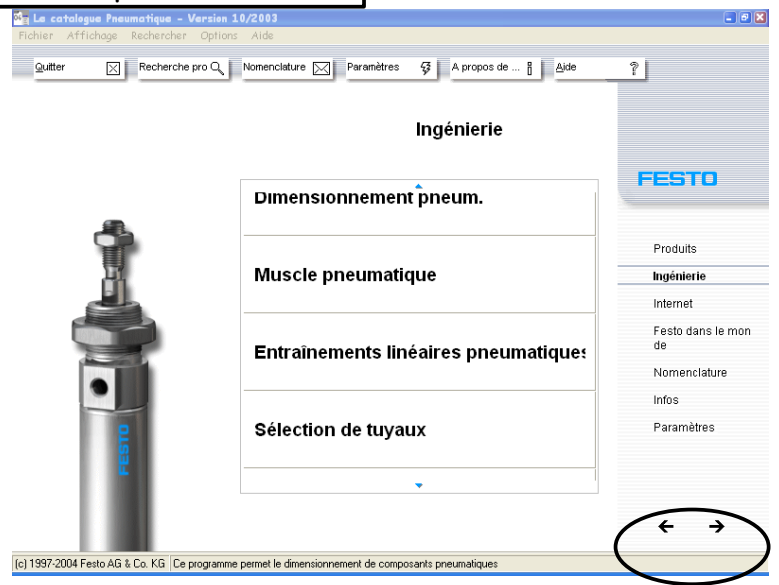 Le catalogue Pneumatique - Version 10/2003
Fichier Affichage Rechercher Options Aide
Quitter Recherche pro Nomenclature Paramètres A propos de ... Aide
Ingénierie
FESTO
Dimensionnement pneum.
Muscle pneumatique
Entraînements linéaires pneumatiques
Sélection de tuyaux
Produits
Ingénierie
Internet
Festo dans le mon
de
Nomenclature
Infos
Paramètres
FESTO
(c) 1997-2004 Festo AG & Co. KG Ce programme permet le dimensionnement de composants pneumatiques